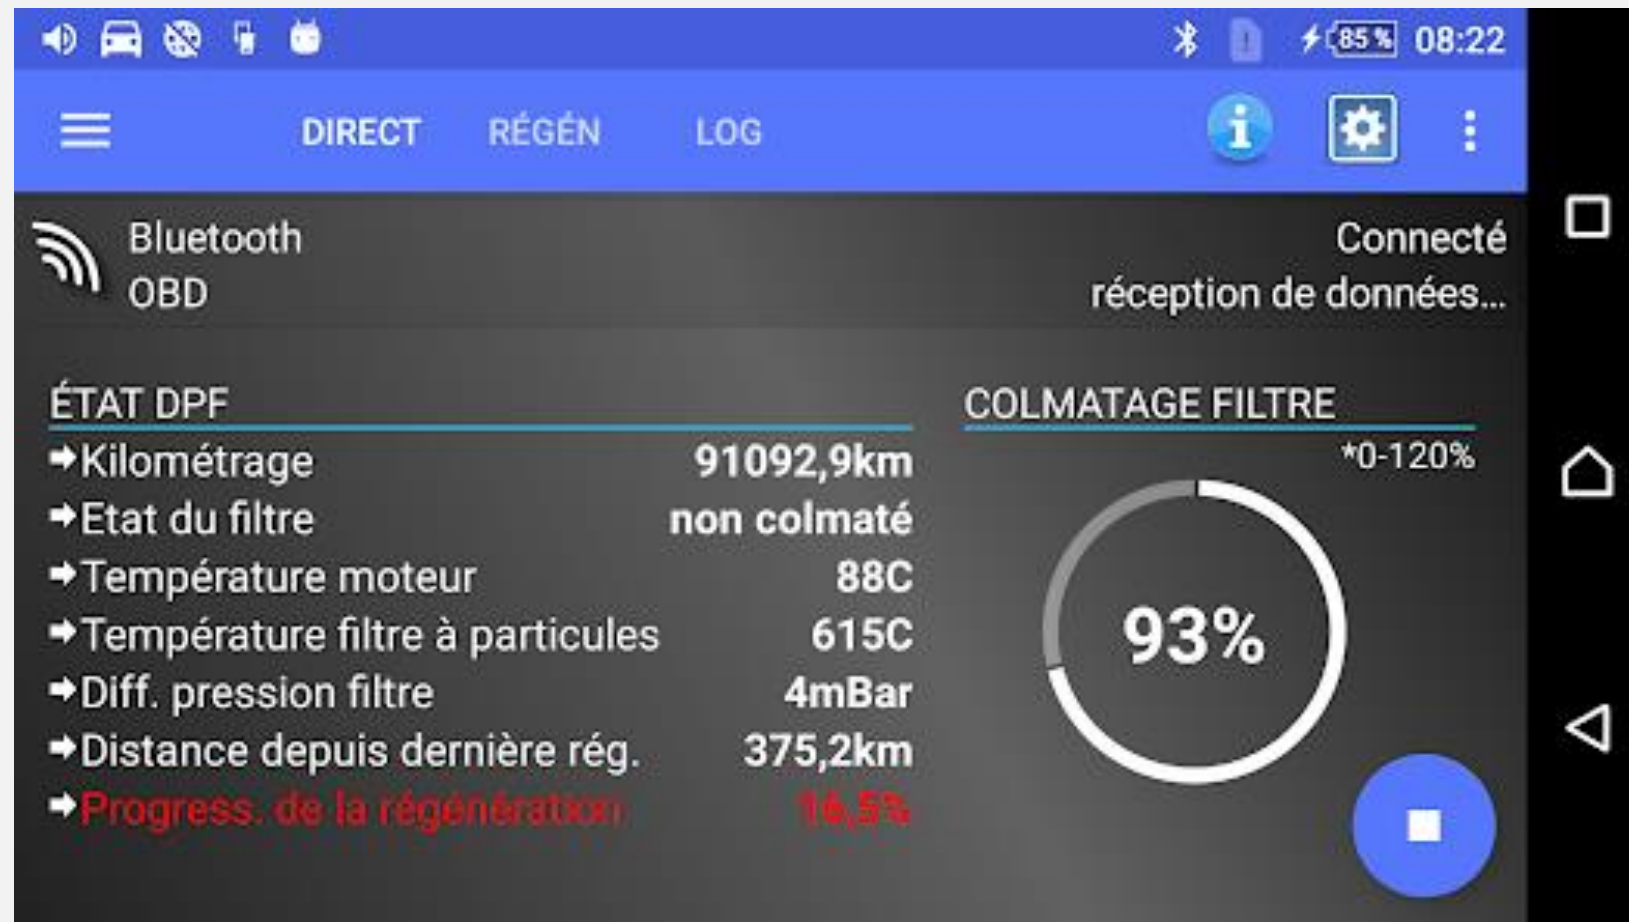 85% 08:22
DIRECT RÉGÉN LOG
Bluetooth Connecté
OBD réception de données...
ÉTAT DPF
Kilométrage 91092,9km
Etat du filtre non colmaté
Température moteur 88C
Température filtre à particules 615C
Diff. pression filtre 4mBar
Distance depuis dernière rég. 375,2km
Progress. de la régénération 16,5%
COLMATAGE FILTRE
*0-120%
93%